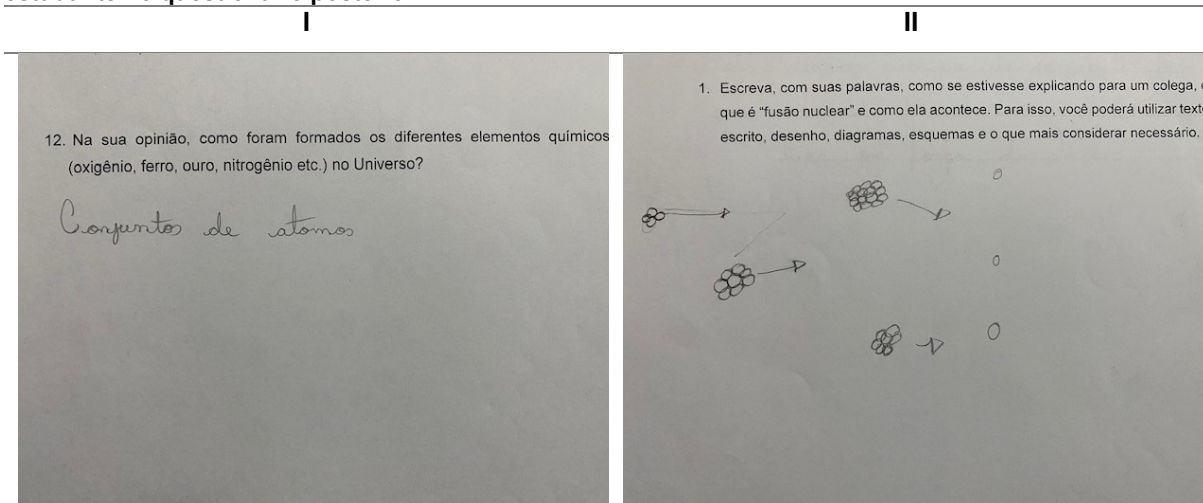 I
II
12. Na sua opinião, como foram formados os diferentes elementos químicos
(oxigênio, ferro, ouro, nitrogênio etc.) no Universo?
Conjuntos de atomos
1. Escreva, com suas palavras, como se estivesse explicando para um colega,
que é “fusão nuclear” e como ela acontece. Para isso, você poderá utilizar
escrito, desenho, diagramas, esquemas e o que mais considerar necessário.